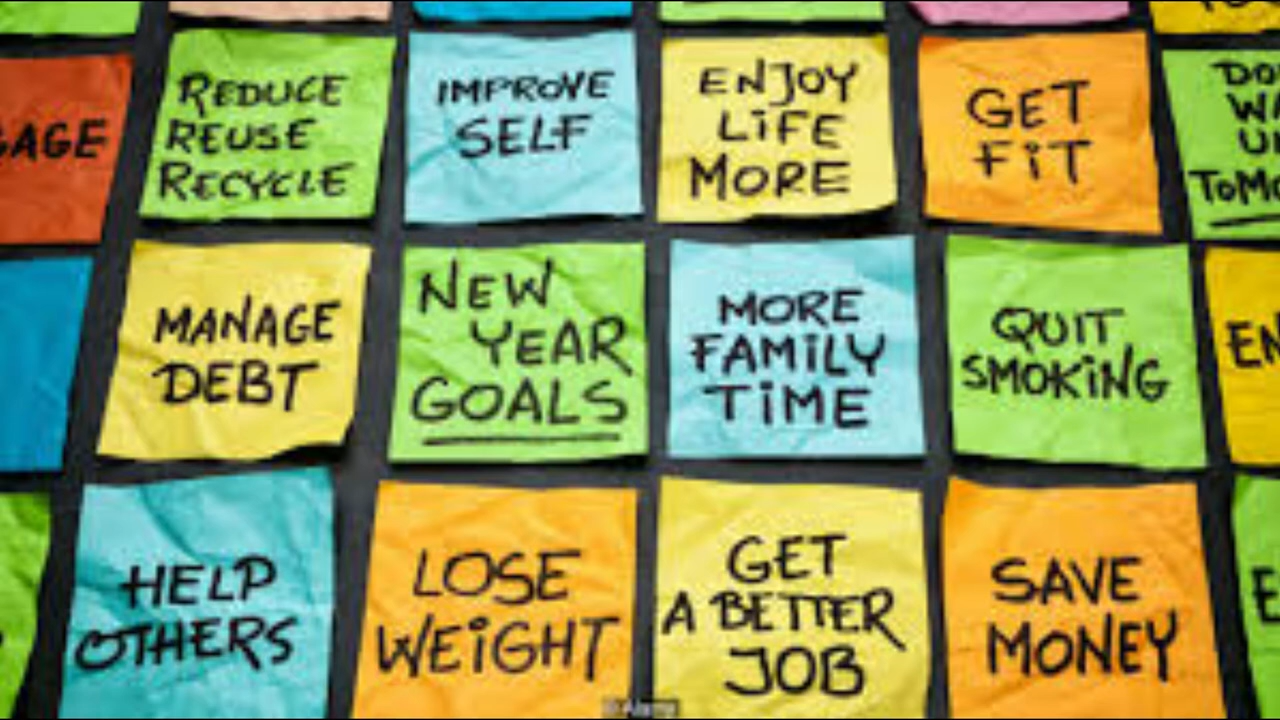 REDUCE
REUSE
RECYCLE
IMPROVE
SELF
ENJOY
LIFE
MORE
GET
FIT
MANAGE
DEBT
NEW
YEAR
GOALS
MORE
FAMILY
TIME
QUIT
SMOKING
HELP
OTHERS
LOSE
WEIGHT
GET
A BETTER
JOB
SAVE
MONEY